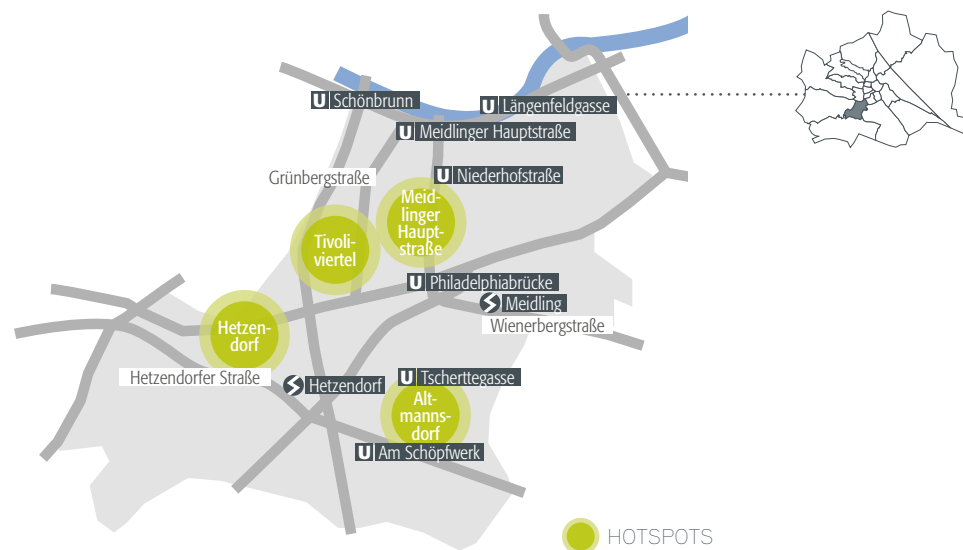 U Schönbrunn
U Längenfeldgasse
U Meidlinger Hauptstraße
Grünbergstraße
U Niederhofstraße
Meid-
linger
Haupt-
straße
Tivoli-
viertel
U Philadelphiabrücke
Meidling
Wienerbergstraße
Hetzen-
dorf
Hetzendorfer Straße
Hetzendorf
U Tscherttegasse
Alt-
manns-
dorf
U Am Schöpfwerk
HOTSPOTS